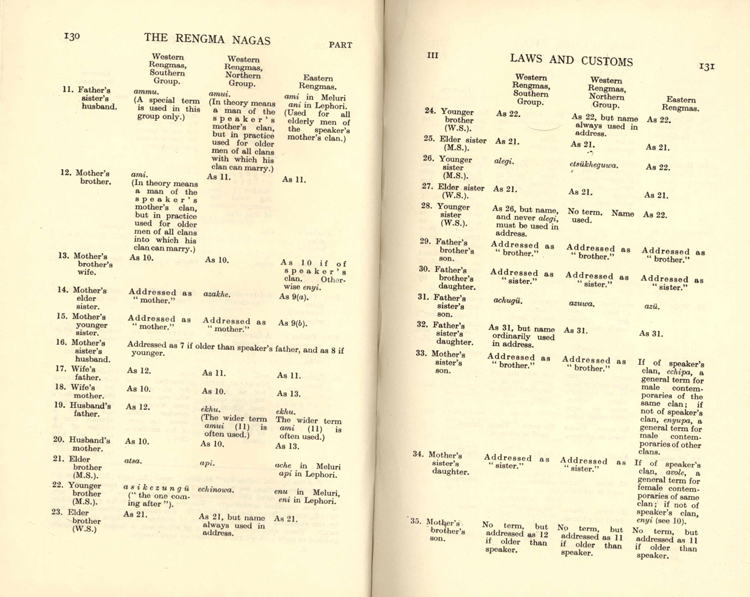 130 THE RENGMA NAGAS PART
Western Rengmas, Southern Group.
Western Rengmas, Northern Group.
Eastern Rengmas.
11. Father's sister's husband.
ammu. (A special term is used in this group only.)
amui. (In theory means a man of the speaker's mother's clan, but in practice used for older men of all clans with which his clan can marry.)
ami in Meluri ani in Lephori. (Used for all elderly men of the speaker's mother's clan.)
12. Mother's brother.
ami. (In theory means a man of the speaker's mother's clan, but in practice used for older men of all clans into which his clan can marry.)
As 11.
As 11.
13. Mother's brother's wife.
As 10.
As 10.
As 10 if of speaker's clan. Otherwise enyi.
14. Mother's elder sister.
Addressed as "mother."
azakhe.
As 9(a).
15. Mother's younger sister.
Addressed as "mother."
Addressed as "mother."
As 9(b).
16. Mother's sister's husband.
Addressed as 7 if older than speaker's father, and as 8 if younger.
17. Wife's father.
As 12.
As 11.
As 11.
18. Wife's mother.
As 10.
As 10.
As 13.
19. Husband's father.
As 12.
ekhu. (The wider term amui (11) is often used.)
ekhu. The wider term ami (11) is often used.)
20. Husband's mother.
As 10.
As 10.
As 13.
21. Elder brother (M.S.).
atsa.
api.
ache in Meluri api in Lephori.
22. Younger brother (M.S.).
asikezungü ("the one coming after").
echinowa.
enu in Meluri, eni in Lephori.
23. Elder brother (W.S.)
As 21.
As 21, but name always used in address.
As 21.
III LAWS AND CUSTOMS 131
Western Rengmas, Southern Group.
Western Rengmas, Northern Group.
Eastern Rengmas.
24. Younger brother (W.S.).
As 22.
As 22, but name always used in address.
As 22.
25. Elder sister (M.S.).
As 21.
As 21.
As 21.
26. Younger sister (M.S.).
alegi.
etsükheguwa.
As 22.
27. Elder sister (W.S.).
As 21.
As 21.
As 21.
28. Younger sister (W.S.).
As 26, but name, and never alegi, must be used in address.
No term. Name used.
As 22.
29. Father's brother's son.
Addressed as "brother."
Addressed as "brother."
Addressed as "brother."
30. Father's brother's daughter.
Addressed as "sister."
Addressed as "sister."
Addressed as "sister."
31. Father's sister's son.
achugü.
azuwa.
azü.
32. Father's sister's daughter.
As 31, but name ordinarily used in address.
As 31.
As 31.
33. Mother's sister's son.
Addressed as "brother."
Addressed as "brother."
If of speaker's clan, echipa, a general term for male contemporaries of the same clan; if not of speaker's clan, enyupa, a general term for male contemporaries of other clans.
34. Mother's sister's daughter.
Addressed as "sister."
Addressed as "sister."
If of speaker's clan, avole, a general term for female contemporaries of same clan; if not of speaker's clan, enyi (see 10).
35. Mother's brother's son.
No term, but addressed as 12 if older than speaker.
No term, but addressed as 11 if older than speaker.
No term, but addressed as 11 if older than speaker.